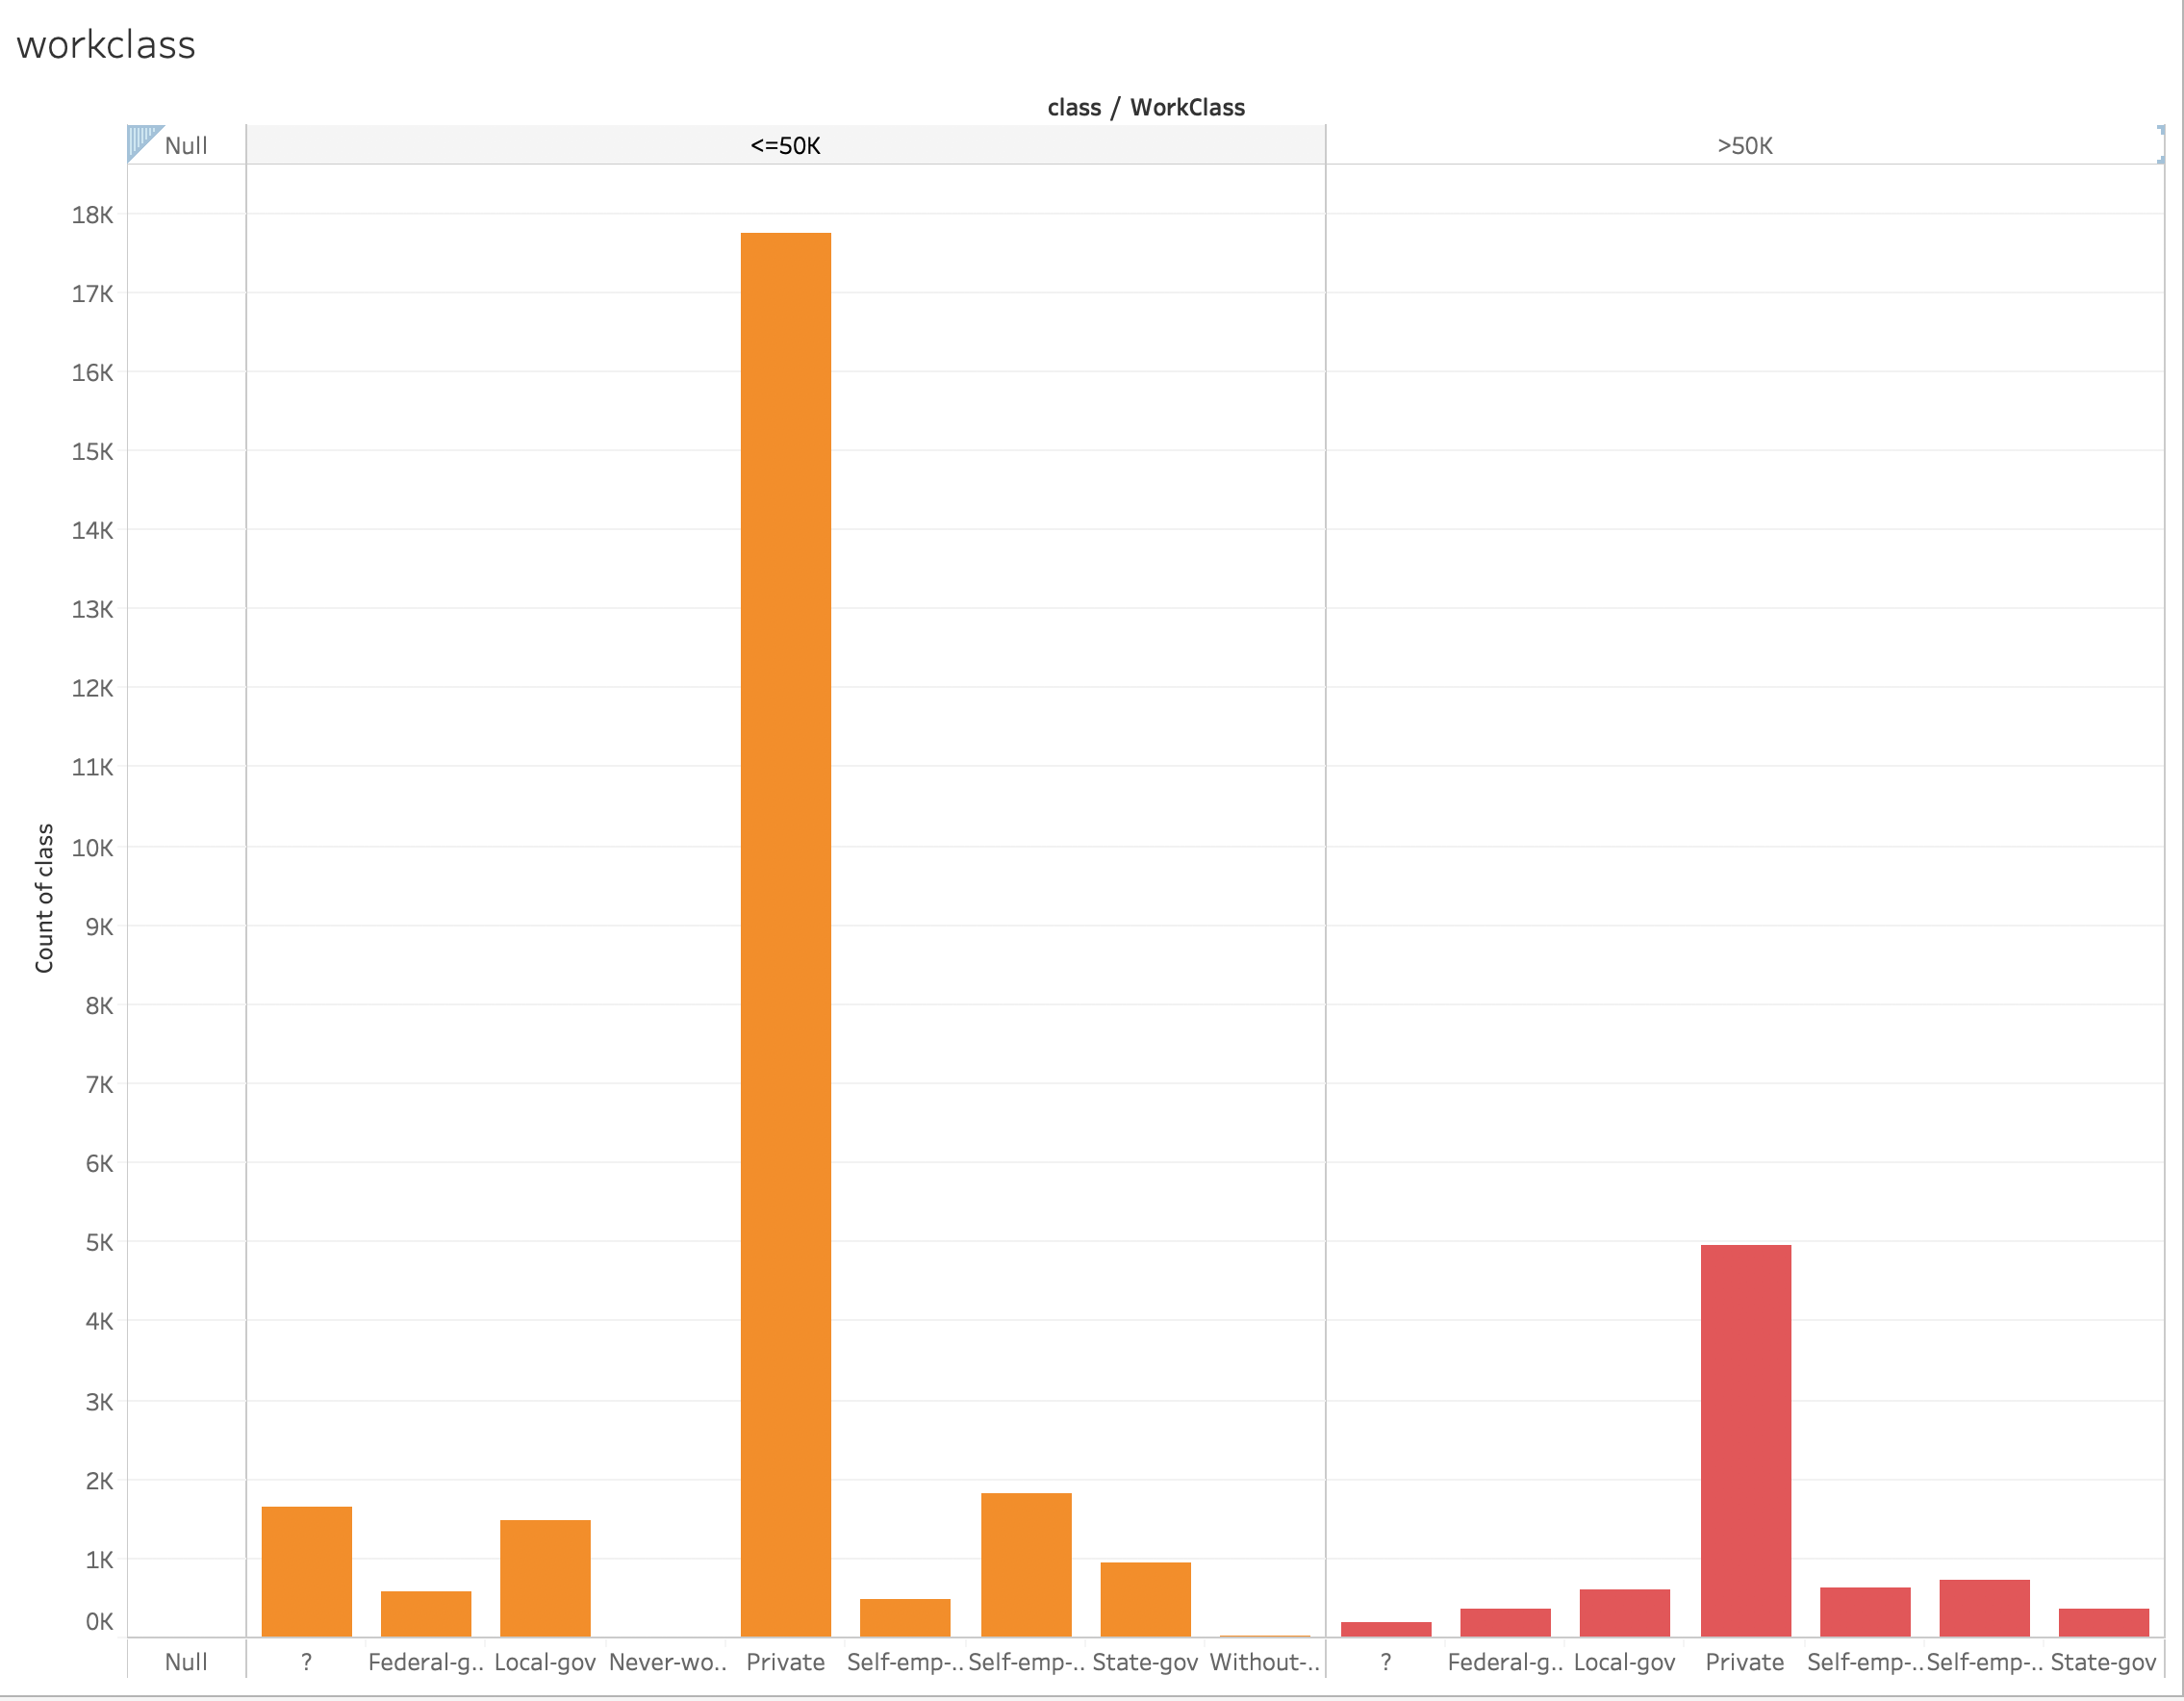 workclass
class / WorkClass
Null <=50K >50K
18K
17K
16K
15K
14K
13K
12K
11K
10K
9K
8K
7K
6K
5K
4K
3K
2K
1K
0K
Count of class
Null ? Federal-g.. Local-gov Never-wo.. Private Self-emp-.. Self-emp-.. State-gov Without-.. ? Federal-g.. Local-gov Private Self-emp-.. Self-emp-.. State-gov